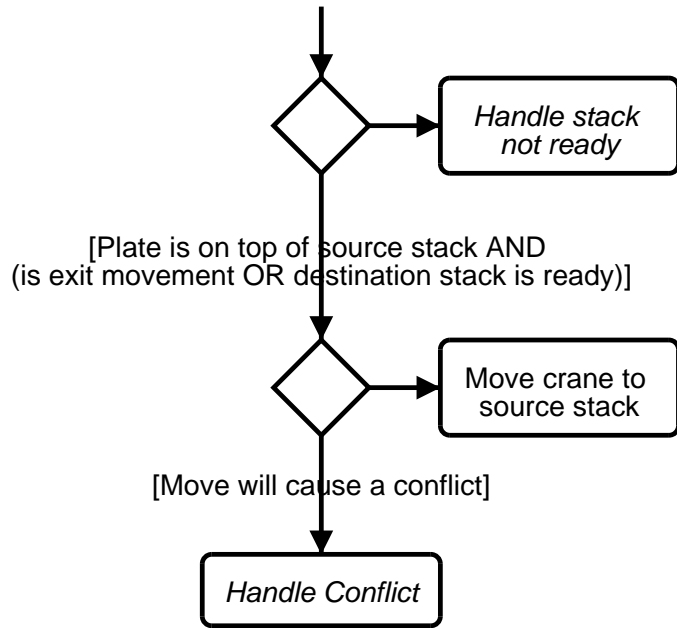 Handle stack
not ready
[Plate is on top of source stack AND
(is exit movement OR destination stack is ready)]
Move crane to
source stack
[Move will cause a conflict]
Handle Conflict